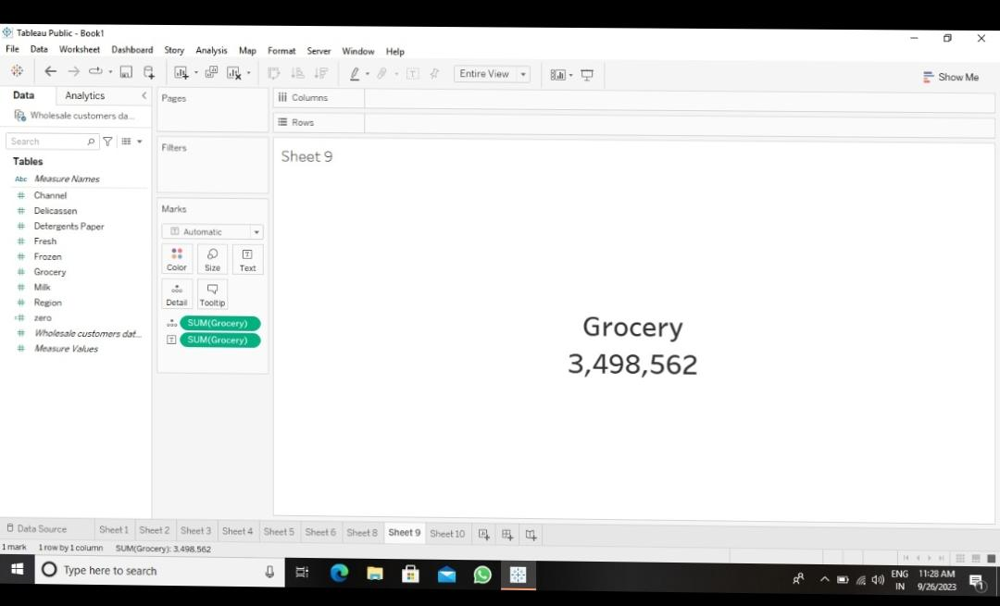 Tableau Public - Book1
File Data Worksheet Dashboard Story Analysis Map Format Server Window Help
Entire View
Show Me
Data Analytics
Wholesale customers da...
Search
Tables
Abc Measure Names
# Channel
# Delicassen
# Detergents Paper
# Fresh
# Frozen
# Grocery
# Milk
# Region
=# zero
# Wholesale customers dat...
# Measure Values
Pages
Filters
Marks
T Automatic
Color Size Text
Detail Tooltip
SUM(Grocery)
T SUM(Grocery)
Columns
Rows
Sheet 9
Grocery
3,498,562
Data Source Sheet 1 Sheet 2 Sheet 3 Sheet 4 Sheet 5 Sheet 6 Sheet 8 Sheet 9 Sheet 10
1 mark 1 row by 1 column SUM(Grocery): 3,498,562
Type here to search
ENG 11:28 AM
IN 9/26/2023
1